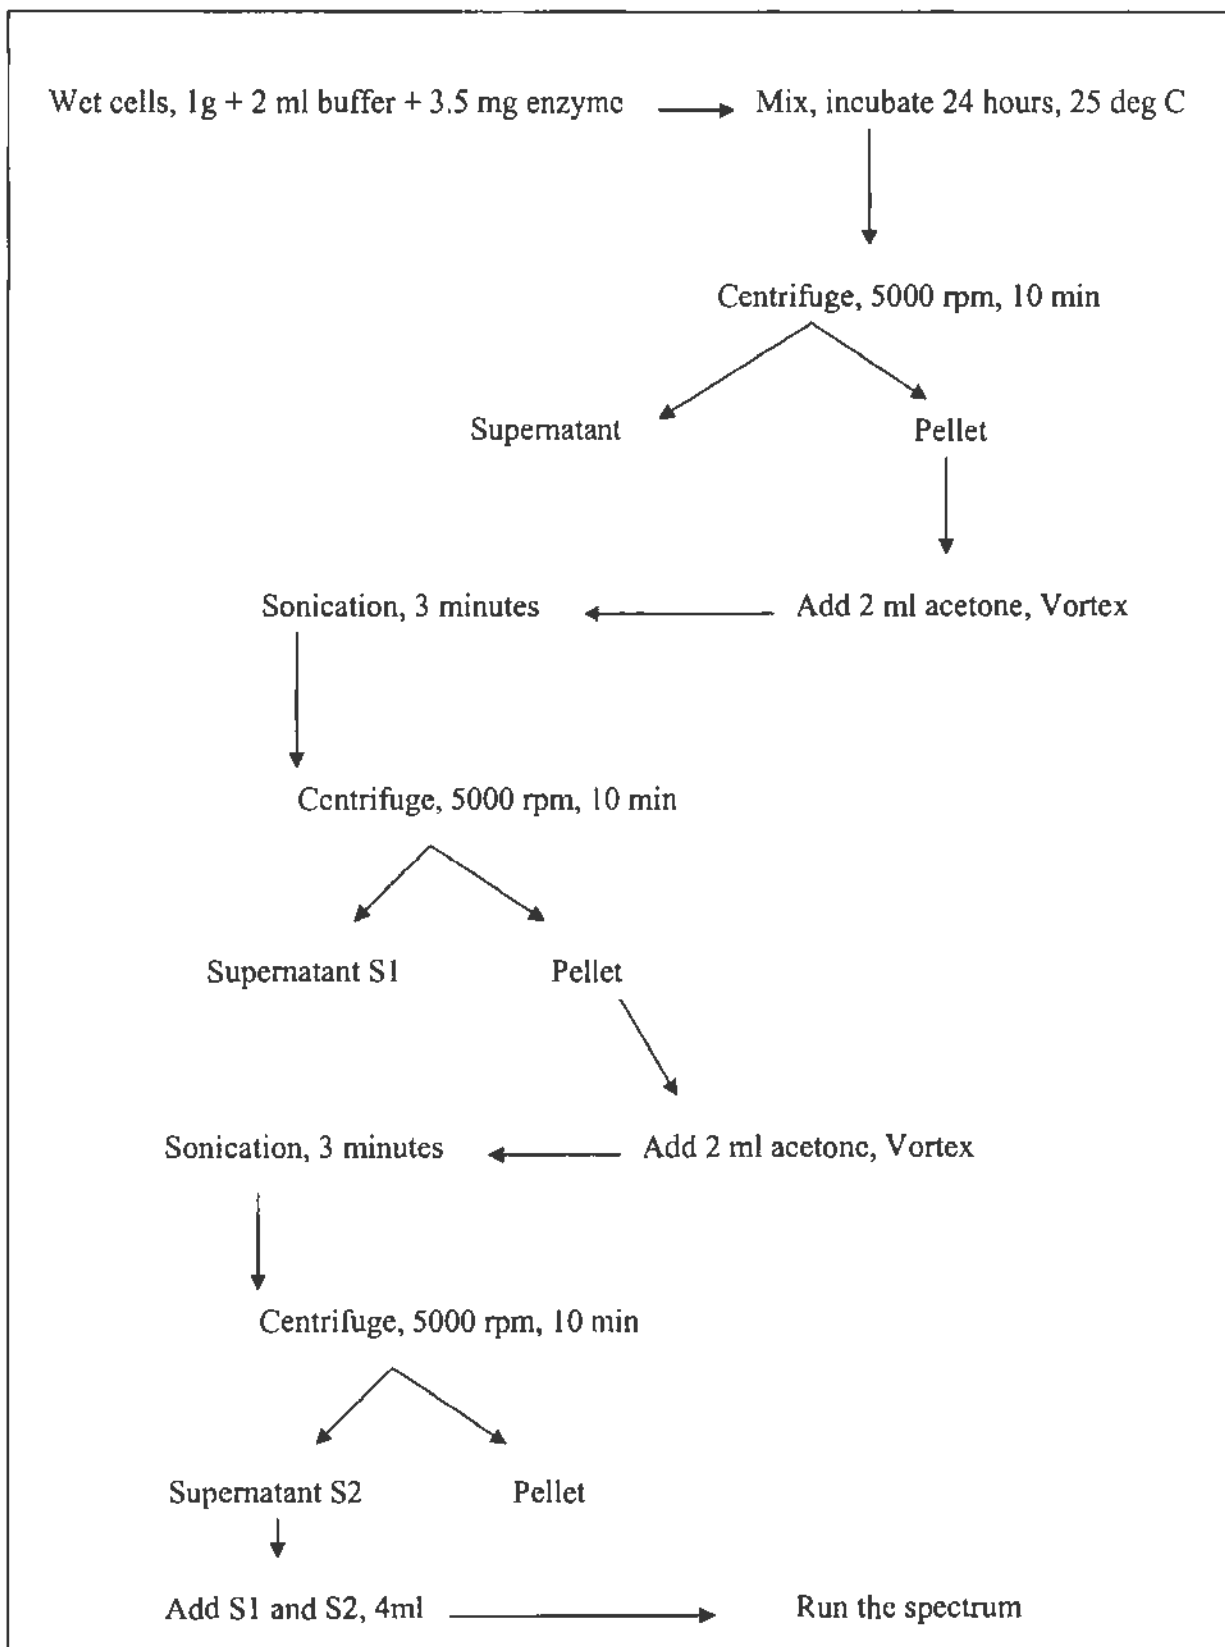 Wet cells, 1g + 2 ml buffer + 3.5 mg enzyme
Mix, incubate 24 hours, 25 deg C
Centrifuge, 5000 rpm, 10 min
Supernatant
Pellet
Add 2 ml acetone, Vortex
Sonication, 3 minutes
Centrifuge, 5000 rpm, 10 min
Supernatant S1
Pellet
Add 2 ml acetone, Vortex
Sonication, 3 minutes
Centrifuge, 5000 rpm, 10 min
Supernatant S2
Pellet
Add S1 and S2, 4ml
Run the spectrum